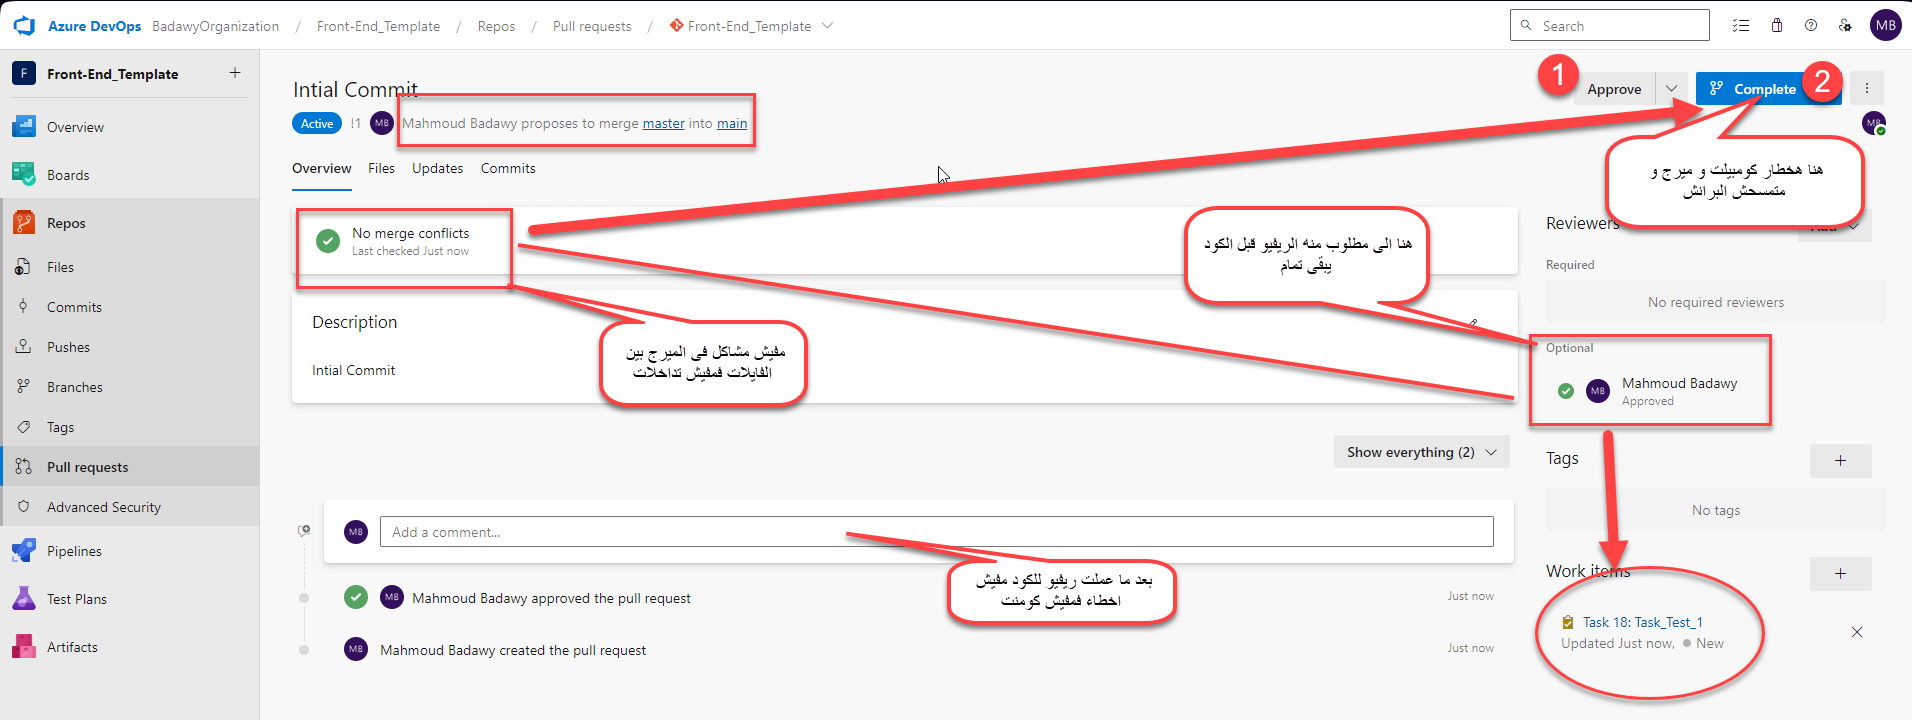 Azure DevOps BadawyOrganization / Front-End_Template / Repos / Pull requests / Front-End_Template
Search
MB
F Front-End_Template
Overview
Boards
Repos
Files
Commits
Pushes
Branches
Tags
Pull requests
Advanced Security
Pipelines
Test Plans
Artifacts
Intial Commit
1
Approve
Complete
2
Active !1 MB Mahmoud Badawy proposes to merge master into main
MB
Overview Files Updates Commits
هنا هخطار كومبيلت و ميرج و
متمسحش البرانش
No merge conflicts
Last checked Just now
هنا الى مطلوب منه الريفيو قبل الكود
يبقى تمام
Description
Intial Commit
مفيش مشاكل فى الميرج بين
الفايلات فمفيش تداخلات
Show everything (2)
MB Add a comment...
بعد ما عملت ريفيو للكود مفيش
اخطاء فمفيش كومنت
MB Mahmoud Badawy approved the pull request Just now
MB Mahmoud Badawy created the pull request Just now
Reviewers
Required
No required reviewers
Optional
MB Mahmoud Badawy
Approved
Tags
No tags
Work items
Task 18: Task_Test_1
Updated Just now, New